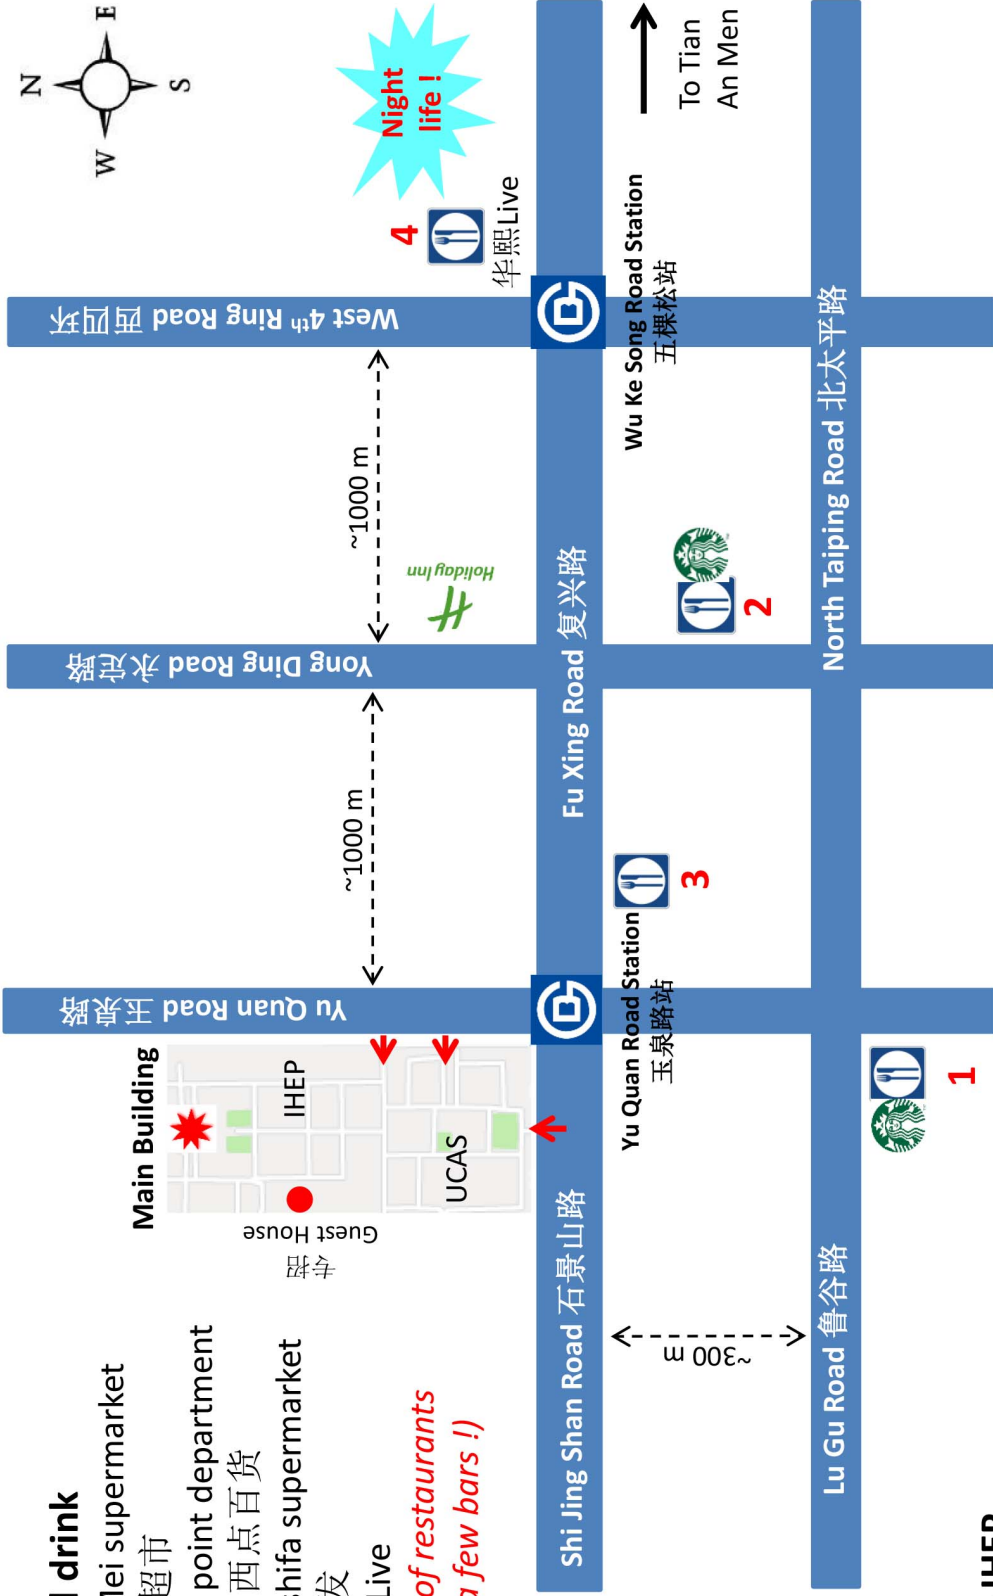 d drink
lei supermarket
超市
point department
西点百货
shifa supermarket
发
Live
of restaurants
a few bars !)
Main Building
IHEP
UCAS
Guest House
专招
Yu Quan Road 玉泉路
Yong Ding Road 永定路
West 4th Ring Road 西四环
~1000 m
~1000 m
Holiday Inn
4
华熙Live
Night
life !
N
W
E
S
Shi Jing Shan Road 石景山路
Fu Xing Road 复兴路
To Tian
An Men
Yu Quan Road Station
玉泉路站
3
Wu Ke Song Road Station
五棵松站
2
~300 m
Lu Gu Road 鲁谷路
North Taiping Road 北太平路
1
IHEP